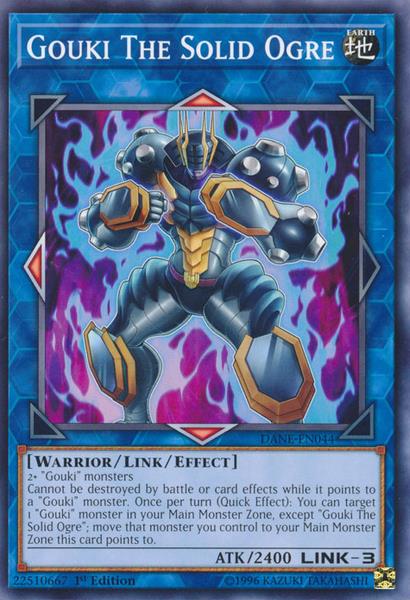 GOUKI THE SOLID OGRE
EARTH
地
DANE-EN044
[WARRIOR/LINK/EFFECT]
2+ "Gouki" monsters
Cannot be destroyed by battle or card effects while it points to
a "Gouki" monster. Once per turn (Quick Effect): You can target
1 "Gouki" monster in your Main Monster Zone, except "Gouki The
Solid Ogre"; move that monster you control to your Main Monster
Zone this card points to.
ATK/2400 LINK-3
22510667 1st Edition ©1996 KAZUKI TAKAHASHI